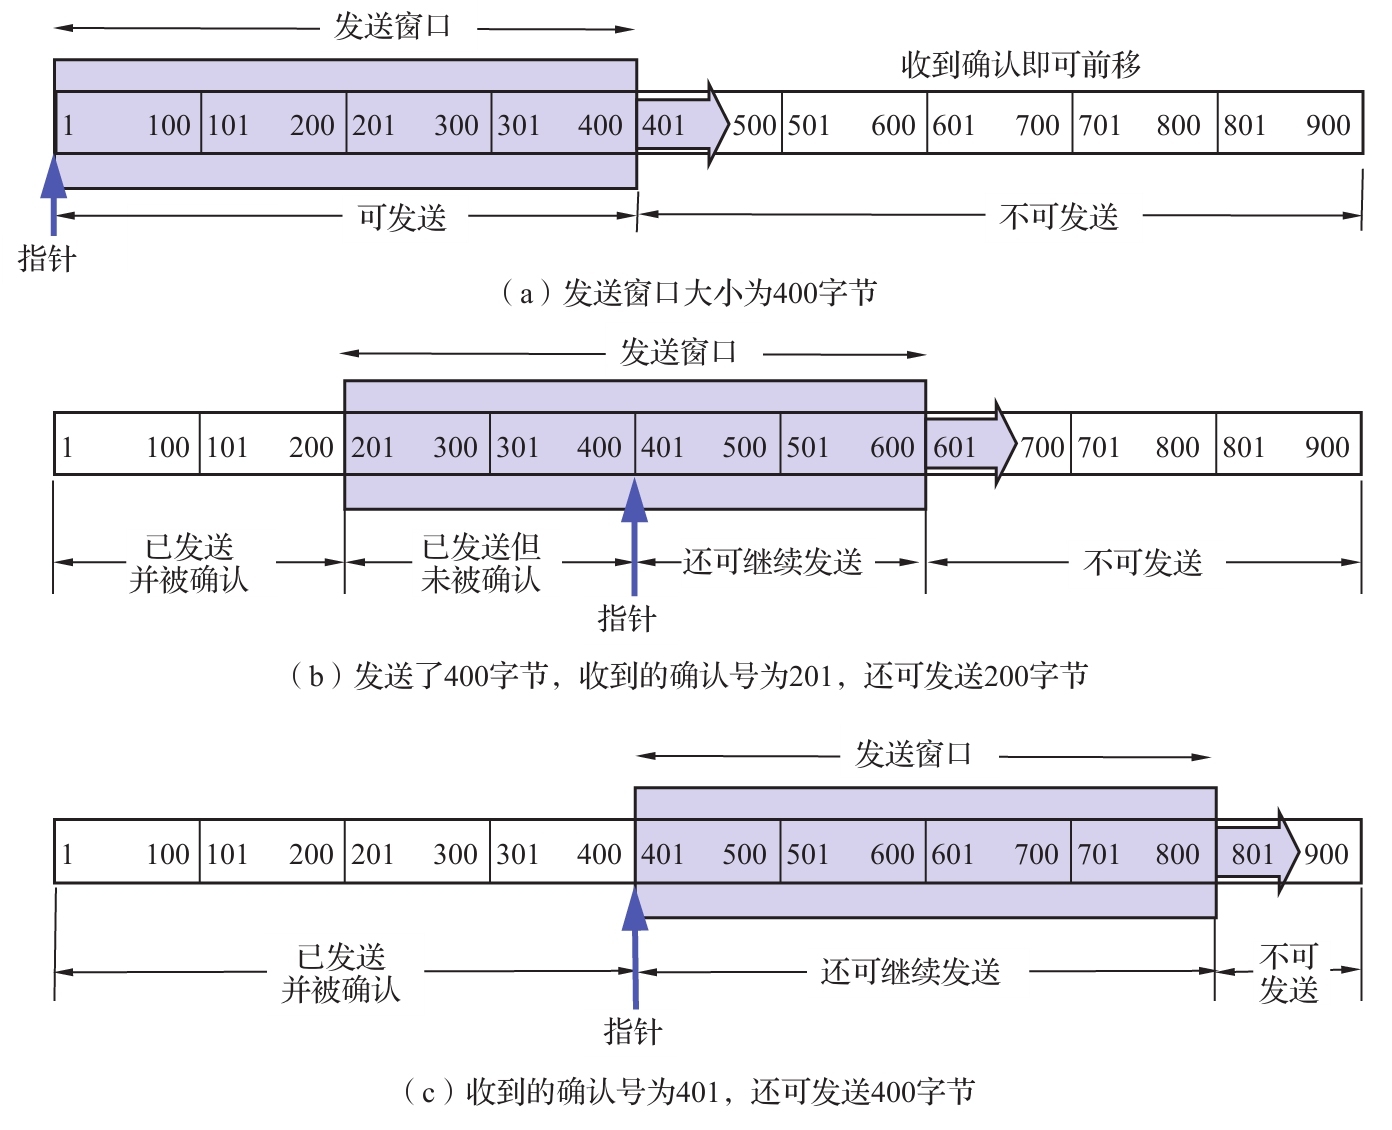 发送窗口
收到确认即可前移
1 100 101 200 201 300 301 400 401 500 501 600 601 700 701 800 801 900
可发送 不可发送
指针
（a）发送窗口大小为400字节
发送窗口
1 100 101 200 201 300 301 400 401 500 501 600 601 700 701 800 801 900
已发送 已发送但
并被确认 未被确认 还可继续发送 不可发送
指针
（b）发送了400字节，收到的确认号为201，还可发送200字节
发送窗口
1 100 101 200 201 300 301 400 401 500 501 600 601 700 701 800 801 900
已发送 不可
并被确认 还可继续发送 发送
指针
（c）收到的确认号为401，还可发送400字节